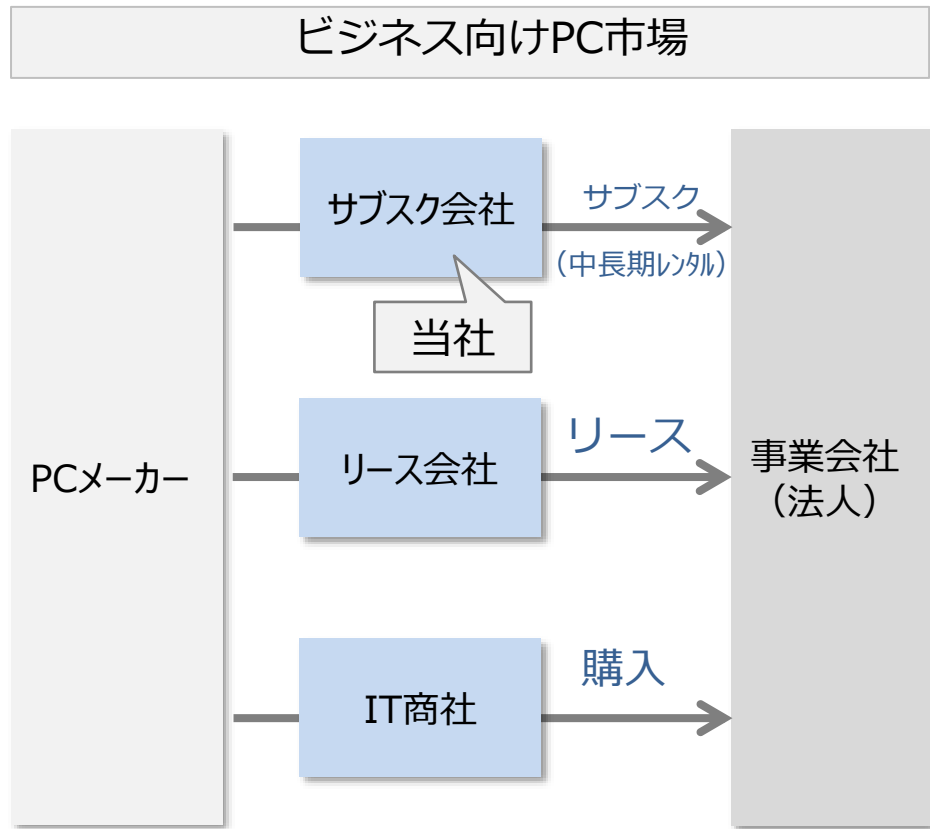 ビジネス向けPC市場
サブスク会社
サブスク
（中長期レンタル）
当社
PCメーカー
リース会社
リース
事業会社
（法人）
IT商社
購入